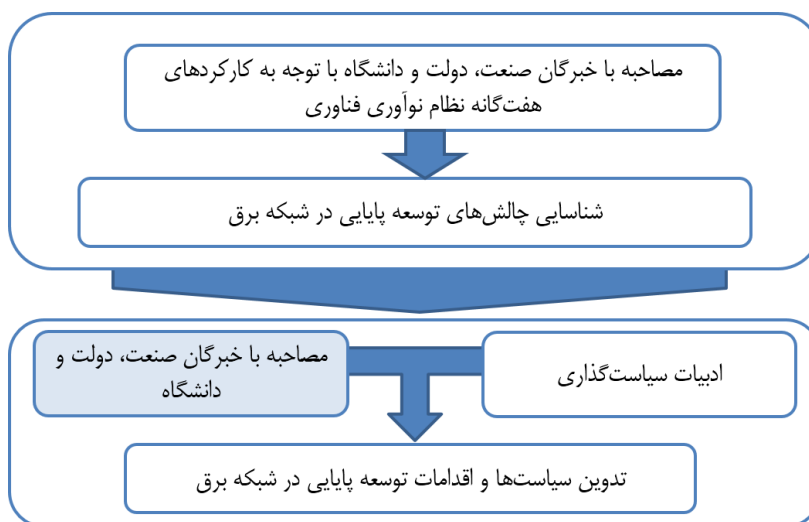 مصاحبه با خبرگان صنعت، دولت و دانشگاه با توجه به کارکردهای
هفت‌گانه نظام نوآوری فناوری
شناسایی چالش‌های توسعه پایایی در شبکه برق
ادبیات سیاست‌گذاری
مصاحبه با خبرگان صنعت، دولت و
دانشگاه
تدوین سیاست‌ها و اقدامات توسعه پایایی در شبکه برق